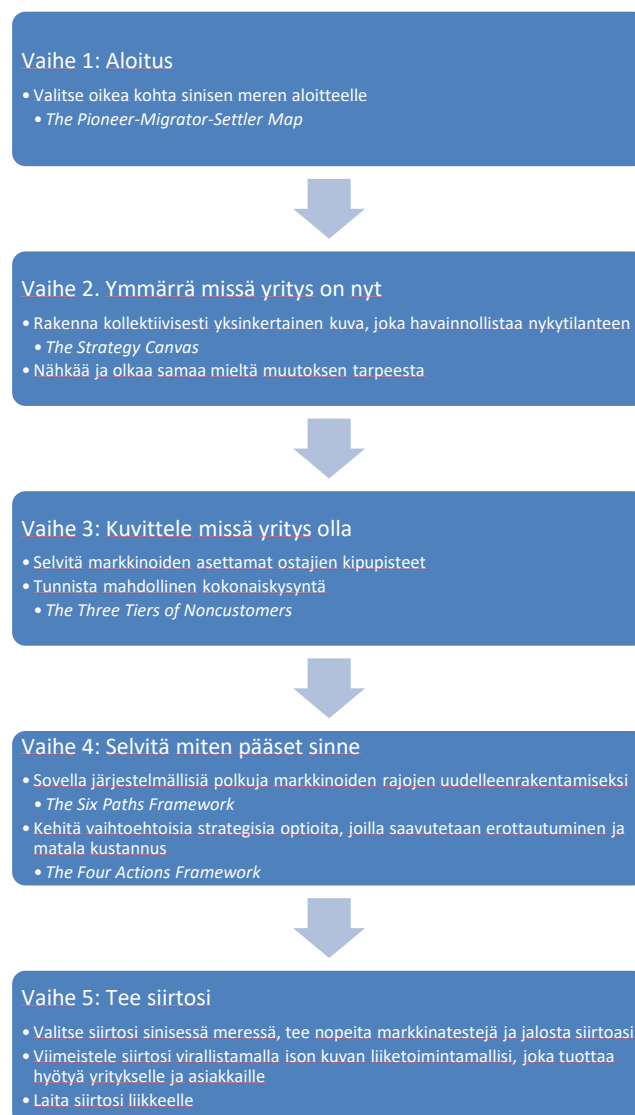 Vaihe 1: Aloitus
• Valitse oikea kohta sinisen meren aloitteelle
• The Pioneer-Migrator-Settler Map
Vaihe 2. Ymmärrä missä yritys on nyt
• Rakenna kollektiivisesti yksinkertainen kuva, joka havainnollistaa nykytilanteen
• The Strategy Canvas
• Nähkää ja olkaa samaa mieltä muutoksen tarpeesta
Vaihe 3: Kuvittele missä yritys olla
• Selvitä markkinoiden asettamat ostajien kipupisteet
• Tunnista mahdollinen kokonaiskysyntä
• The Three Tiers of Noncustomers
Vaihe 4: Selvitä miten pääset sinne
• Sovella järjestelmällisiä polkuja markkinoiden rajojen uudelleenrakentamiseksi
• The Six Paths Framework
• Kehitä vaihtoehtoisia strategisia optioita, joilla saavutetaan erottautuminen ja
matala kustannus
• The Four Actions Framework
Vaihe 5: Tee siirtosi
• Valitse siirtosi sinisessä meressä, tee nopeita markkinatestejä ja jalosta siirtoasi
• Viimeistele siirtosi virallistamalla ison kuvan liiketoimintamallisi, joka tuottaa
hyötyä yritykselle ja asiakkaille
• Laita siirtosi liikkeelle